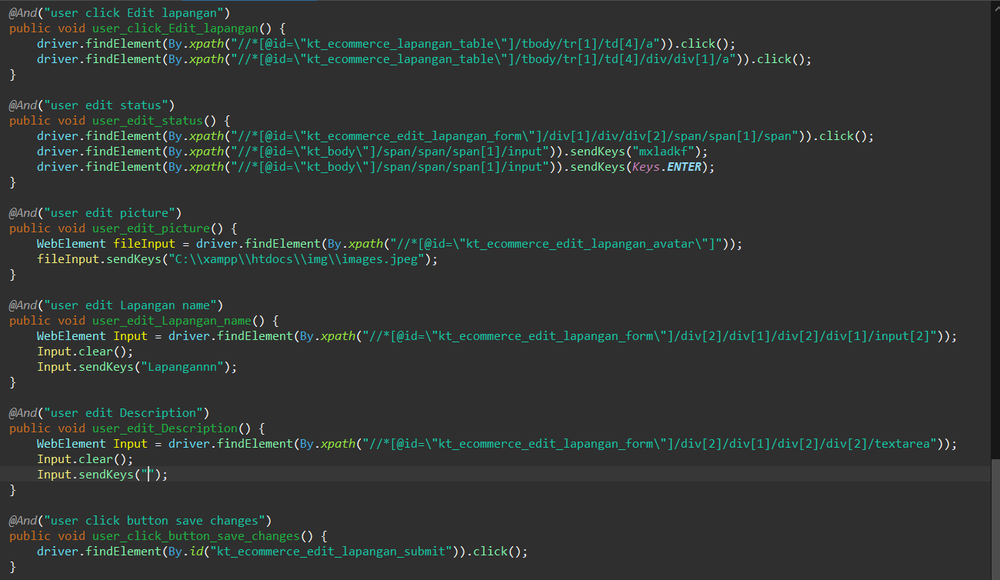 @And("user click Edit lapangan")
public void user_click_Edit_lapangan() {
    driver.findElement(By.xpath("//*[@id=\"kt_ecommerce_lapangan_table\"]/tbody/tr[1]/td[4]/a")).click();
    driver.findElement(By.xpath("//*[@id=\"kt_ecommerce_lapangan_table\"]/tbody/tr[1]/td[4]/div/div[1]/a")).click();
}
@And("user edit status")
public void user_edit_status() {
    driver.findElement(By.xpath("//*[@id=\"kt_ecommerce_edit_lapangan_form\"]/div[1]/div/div[2]/span/span[1]/span")).click();
    driver.findElement(By.xpath("//*[@id=\"kt_body\"]/span/span/span[1]/input")).sendKeys("mxladkf");
    driver.findElement(By.xpath("//*[@id=\"kt_body\"]/span/span/span[1]/input")).sendKeys(Keys.ENTER);
}
@And("user edit picture")
public void user_edit_picture() {
    WebElement fileInput = driver.findElement(By.xpath("//*[@id=\"kt_ecommerce_edit_lapangan_avatar\"]"));
    fileInput.sendKeys("C:\\xampp\\htdocs\\img\\images.jpeg");
}
@And("user edit Lapangan name")
public void user_edit_Lapangan_name() {
    WebElement Input = driver.findElement(By.xpath("//*[@id=\"kt_ecommerce_edit_lapangan_form\"]/div[2]/div[1]/div[2]/div[1]/input[2]"));
    Input.clear();
    Input.sendKeys("Lapangannn");
}
@And("user edit Description")
public void user_edit_Description() {
    WebElement Input = driver.findElement(By.xpath("//*[@id=\"kt_ecommerce_edit_lapangan_form\"]/div[2]/div[1]/div[2]/div[2]/textarea"));
    Input.clear();
    Input.sendKeys("");
}
@And("user click button save changes")
public void user_click_button_save_changes() {
    driver.findElement(By.id("kt_ecommerce_edit_lapangan_submit")).click();
}